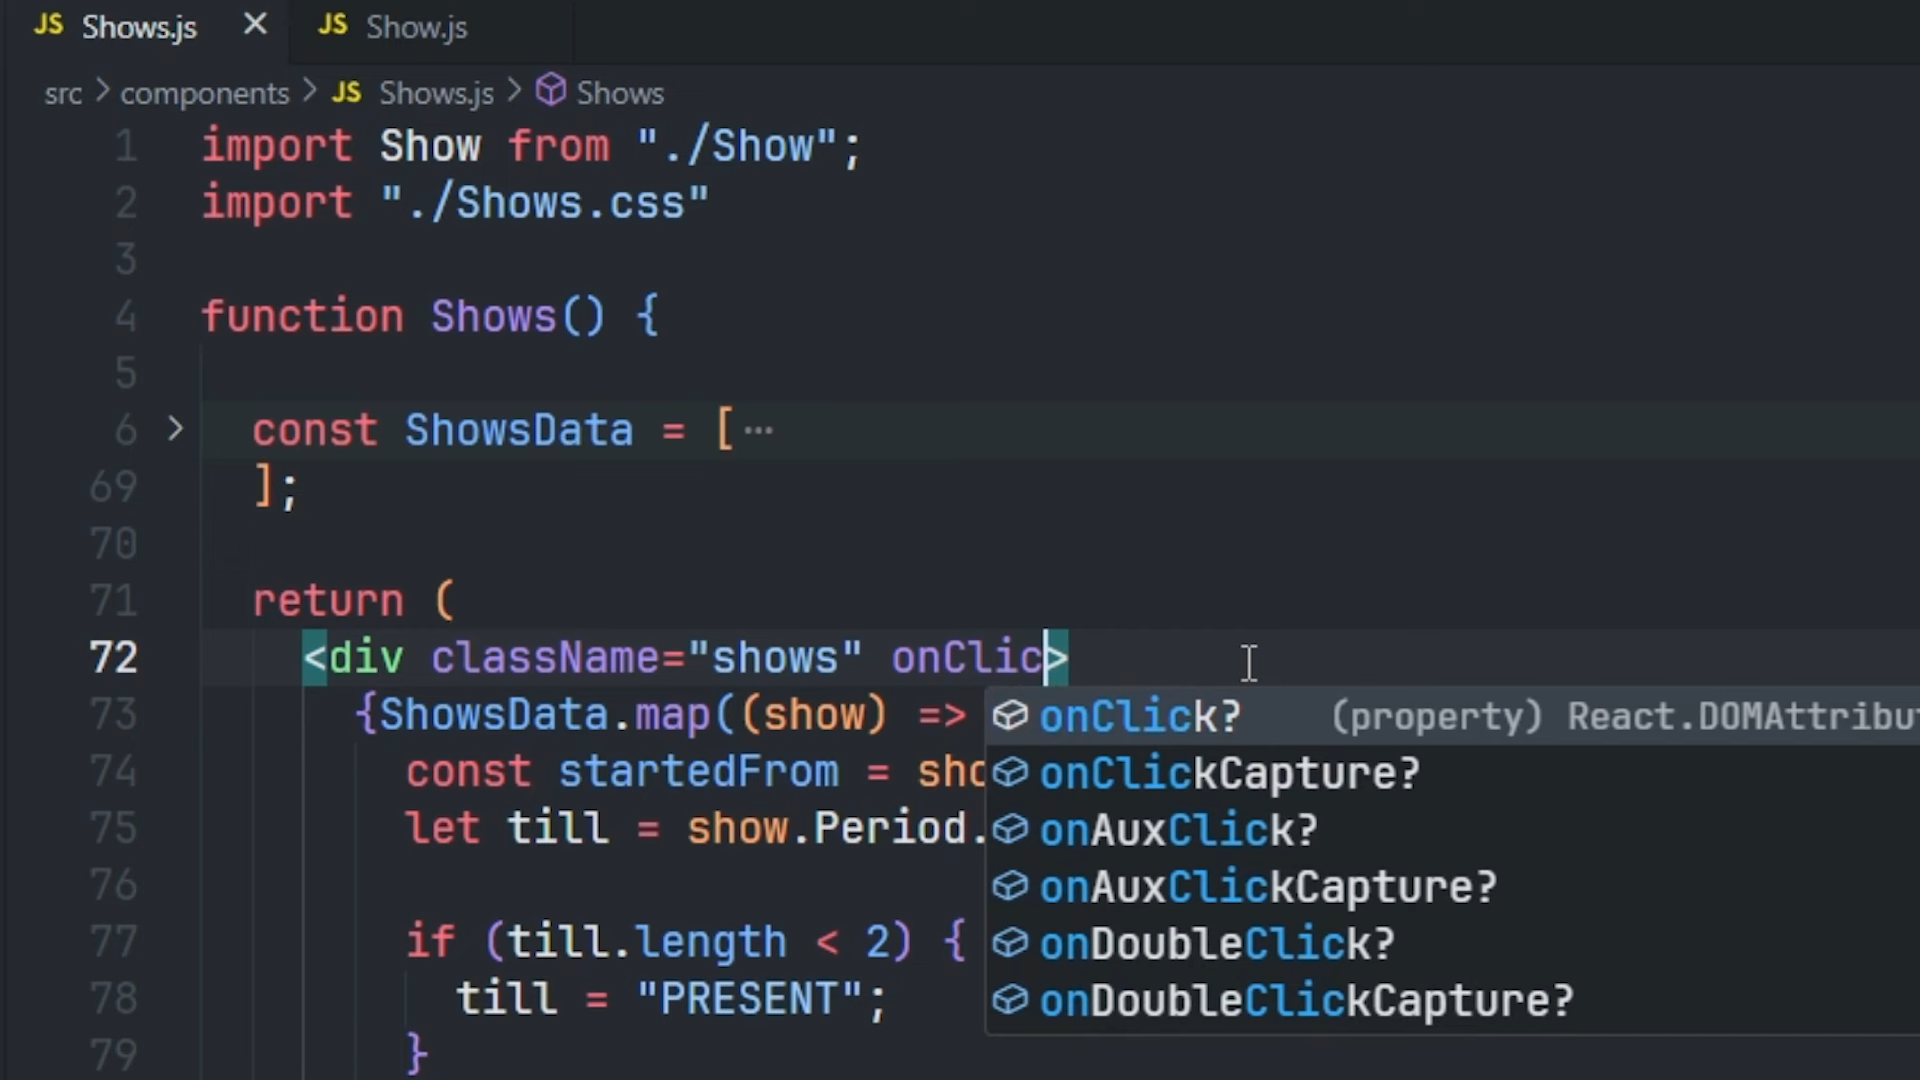 JS Shows.js × JS Show.js
src > components > JS Shows.js > Shows
1 import Show from "./Show";
2 import "./Shows.css"
3
4 function Shows() {
5
6 > const ShowsData = [ ···
69 ];
70
71 return (
72 <div className="shows" onClic>
73 {ShowsData.map((show) =>
74 const startedFrom = sho
75 let till = show.Period.
76
77 if (till.length < 2) {
78 till = "PRESENT";
79 }
onClick? (property) React.DOMAttribu
onClickCapture?
onAuxClick?
onAuxClickCapture?
onDoubleClick?
onDoubleClickCapture?